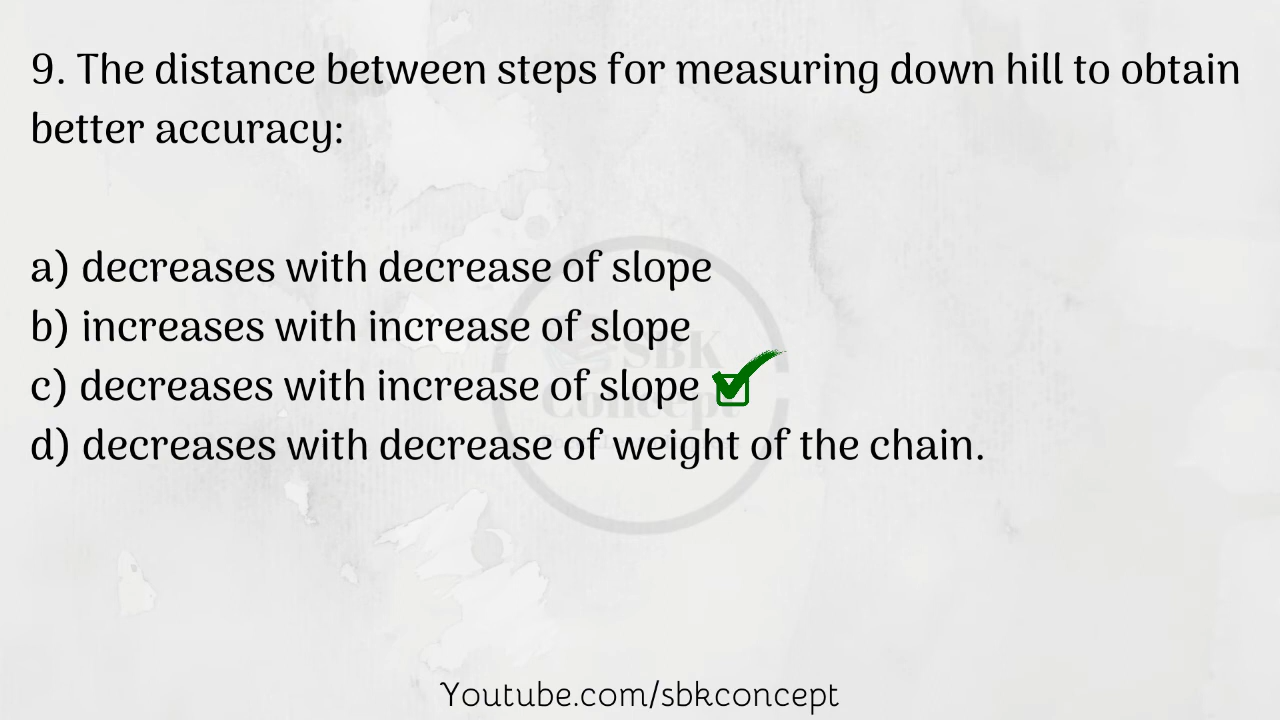 9. The distance between steps for measuring down hill to obtain
better accuracy:
a) decreases with decrease of slope
b) increases with increase of slope
c) decreases with increase of slope
d) decreases with decrease of weight of the chain.
SBK
Concept
Youtube.com/sbkconcept